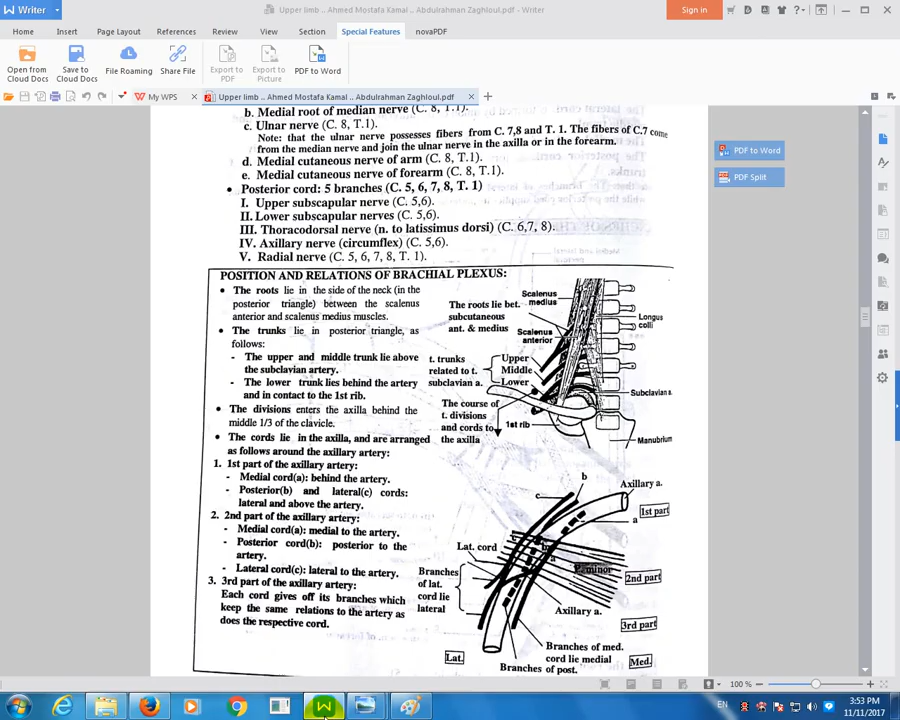 Upper limb .. Ahmed Mostafa Kamal .. Abdulrahman Zaghloul.pdf - Writer
Writer
Sign in
Home Insert Page Layout References Review View Section Special Features novaPDF
Open from Cloud Docs
Save to Cloud Docs
File Roaming
Share File
Export to PDF
Export to Picture
PDF to Word
My WPS
Upper limb .. Ahmed Mostafa Kamal .. Abdulrahman Zaghloul.pdf
b. Medial root of median nerve (C. 8, T.1).
c. Ulnar nerve (C. 8, T.1).
Note: that the ulnar nerve possesses fibers from C. 7,8 and T. 1. The fibers of C.7 come
from the median nerve and join the ulnar nerve in the axilla or in the forearm.
d. Medial cutaneous nerve of arm (C. 8, T.1).
e. Medial cutaneous nerve of forearm (C. 8, T.1).
• Posterior cord: 5 branches (C. 5, 6, 7, 8, T. 1)
I. Upper subscapular nerve (C. 5,6).
II. Lower subscapular nerves (C. 5,6).
III. Thoracodorsal nerve (n. to latissimus dorsi) (C. 6,7, 8).
IV. Axillary nerve (circumflex) (C. 5,6).
V. Radial nerve (C. 5, 6, 7, 8, T. 1).
POSITION AND RELATIONS OF BRACHIAL PLEXUS:
• The roots lie in the side of the neck (in the
posterior triangle) between the scalenus
anterior and scalenus medius muscles.
• The trunks lie in posterior triangle, as
follows:
- The upper and middle trunk lie above
the subclavian artery.
- The lower trunk lies behind the artery
and in contact to the 1st rib.
• The divisions enters the axilla behind the
middle 1/3 of the clavicle.
• The cords lie in the axilla, and are arranged
as follows around the axillary artery:
1. 1st part of the axillary artery:
- Medial cord(a): behind the artery.
- Posterior(b) and lateral(c) cords:
lateral and above the artery.
2. 2nd part of the axillary artery:
- Medial cord(a): medial to the artery.
- Posterior cord(b): posterior to the
artery.
- Lateral cord(c): lateral to the artery.
3. 3rd part of the axillary artery:
Each cord gives off its branches which
keep the same relations to the artery as
does the respective cord.
Scalenus
medius
The roots lie bet.
subcutaneous
ant. & medius
Scalenus
anterior
Longus
colli
t. trunks
related to t.
subclavian a.
Upper
Middle
Lower
Subclavian a.
The course of
t. divisions
and cords to
the axilla
1st rib
Manubrium
b
c
Axillary a.
1st part
a
c
b
a
Lat. cord
P.minor
2nd part
Branches
of lat.
cord lie
lateral
Axillary a.
3rd part
Branches of med.
cord lie medial
Lat.
Med.
Branches of post.
PDF to Word
PDF Split
100 %
EN
3:53 PM
11/11/2017